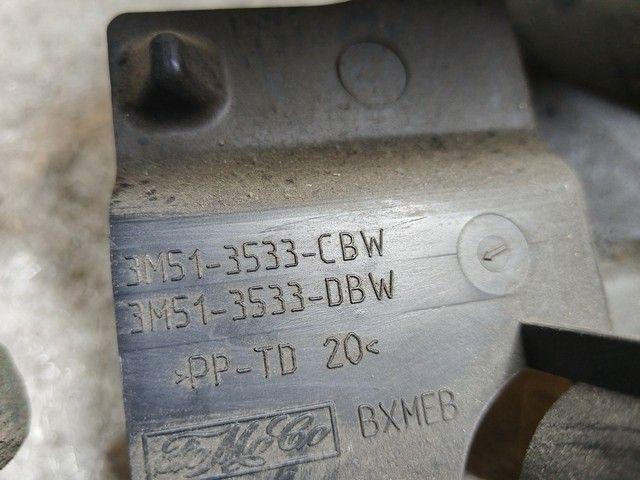 3M51-3533-CBW
3M51-3533-DBW
>PP-TD 20<
FoMoCo BXMEB